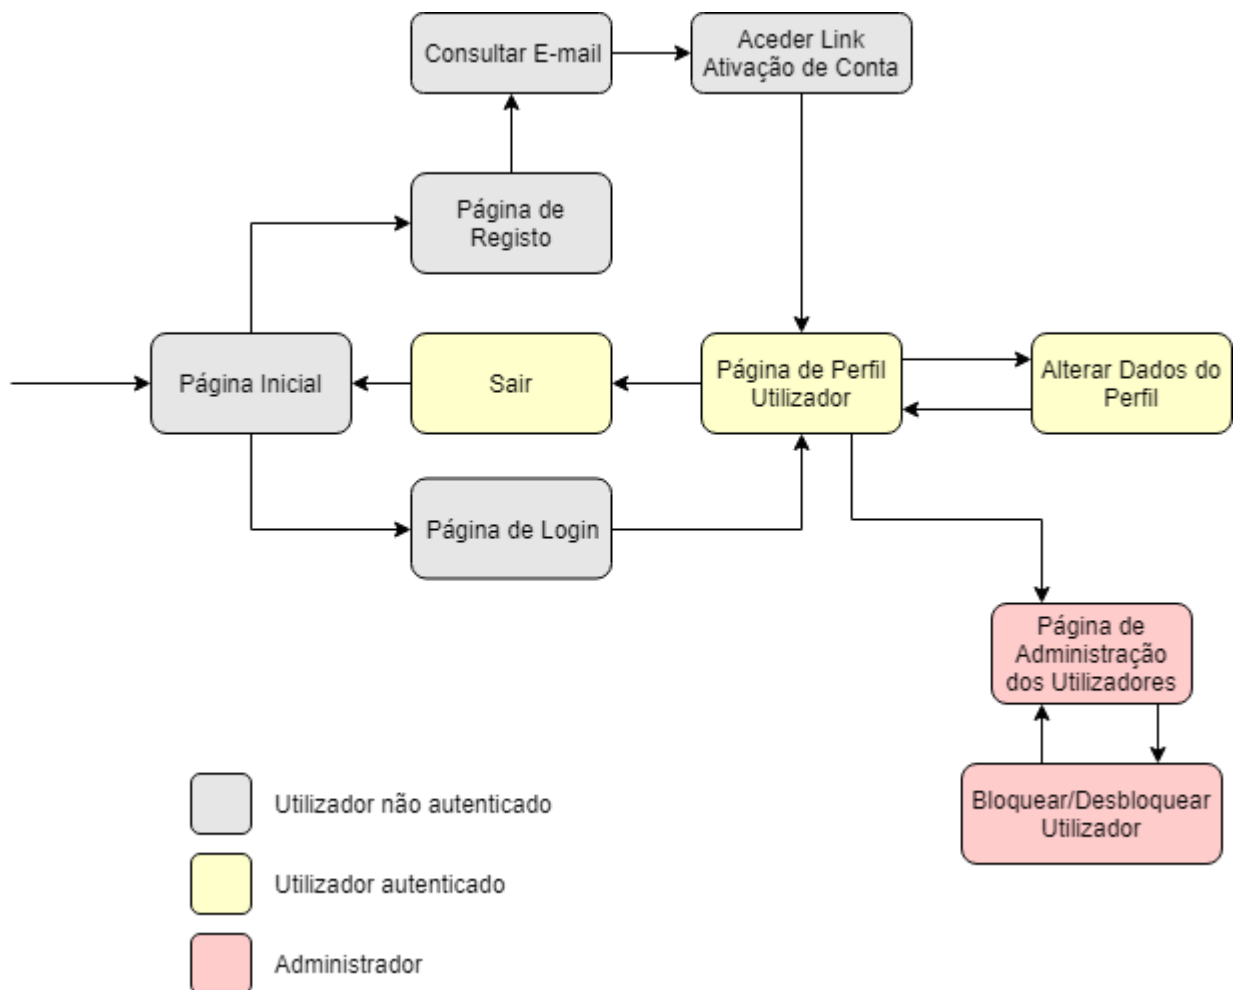 Consultar E-mail
Aceder Link
Ativação de Conta
Página de
Registo
Página Inicial
Sair
Página de Perfil
Utilizador
Alterar Dados do
Perfil
Página de Login
Página de
Administração
dos Utilizadores
Bloquear/Desbloquear
Utilizador
Utilizador não autenticado
Utilizador autenticado
Administrador